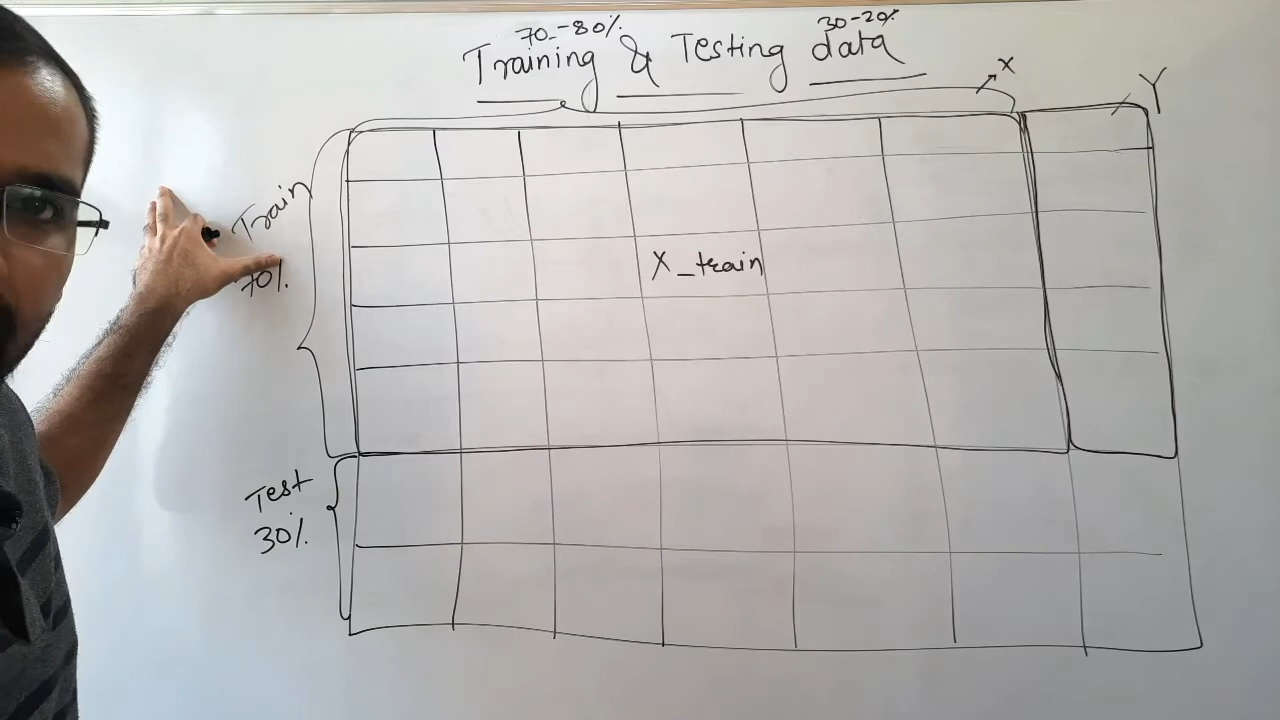 70-80% 30-20%
Training & Testing data
X
Y
Train
70%
X_train
Test
30%